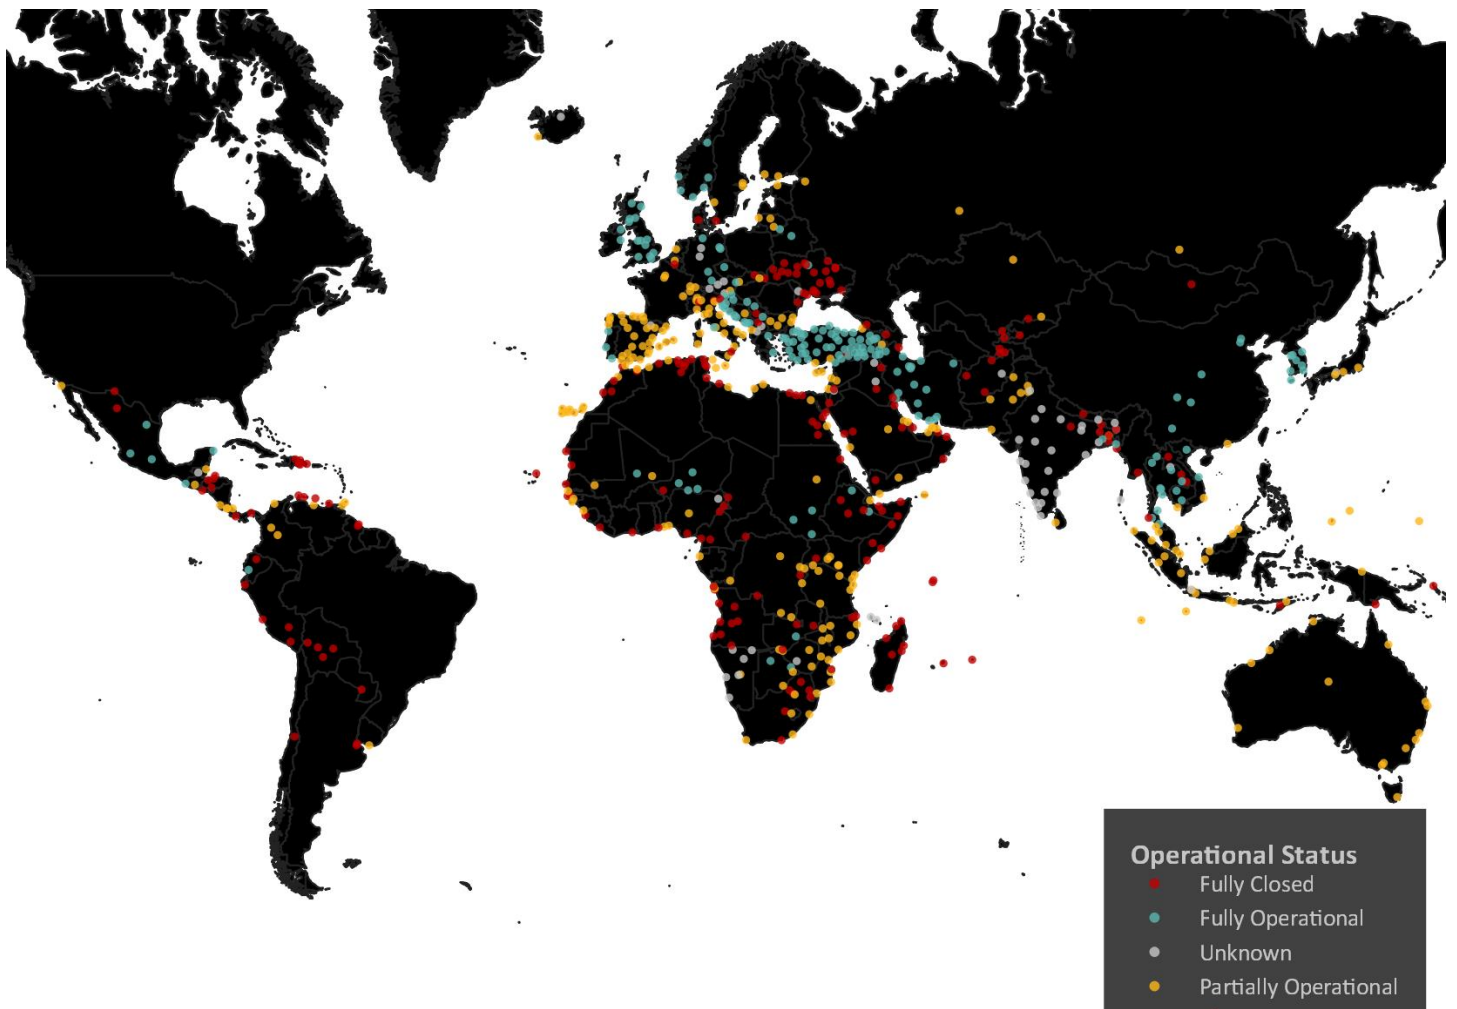 Operational Status
Fully Closed
Fully Operational
Unknown
Partially Operational